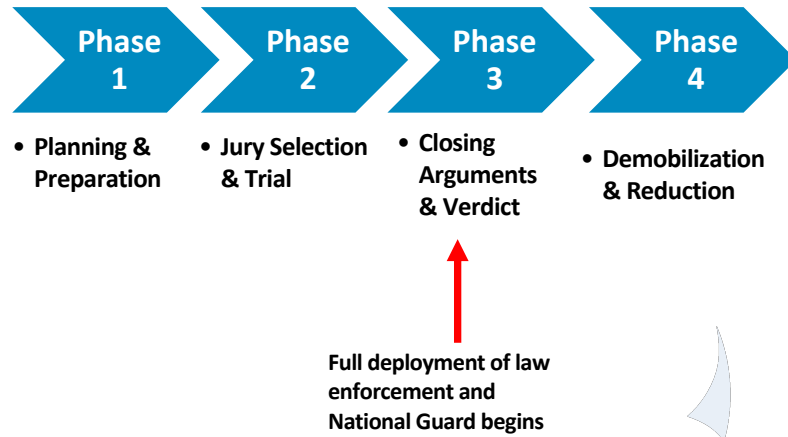 Phase
1
Phase
2
Phase
3
Phase
4
• Planning &
Preparation
• Jury Selection
& Trial
• Closing
Arguments
& Verdict
• Demobilization
& Reduction
Full deployment of law
enforcement and
National Guard begins